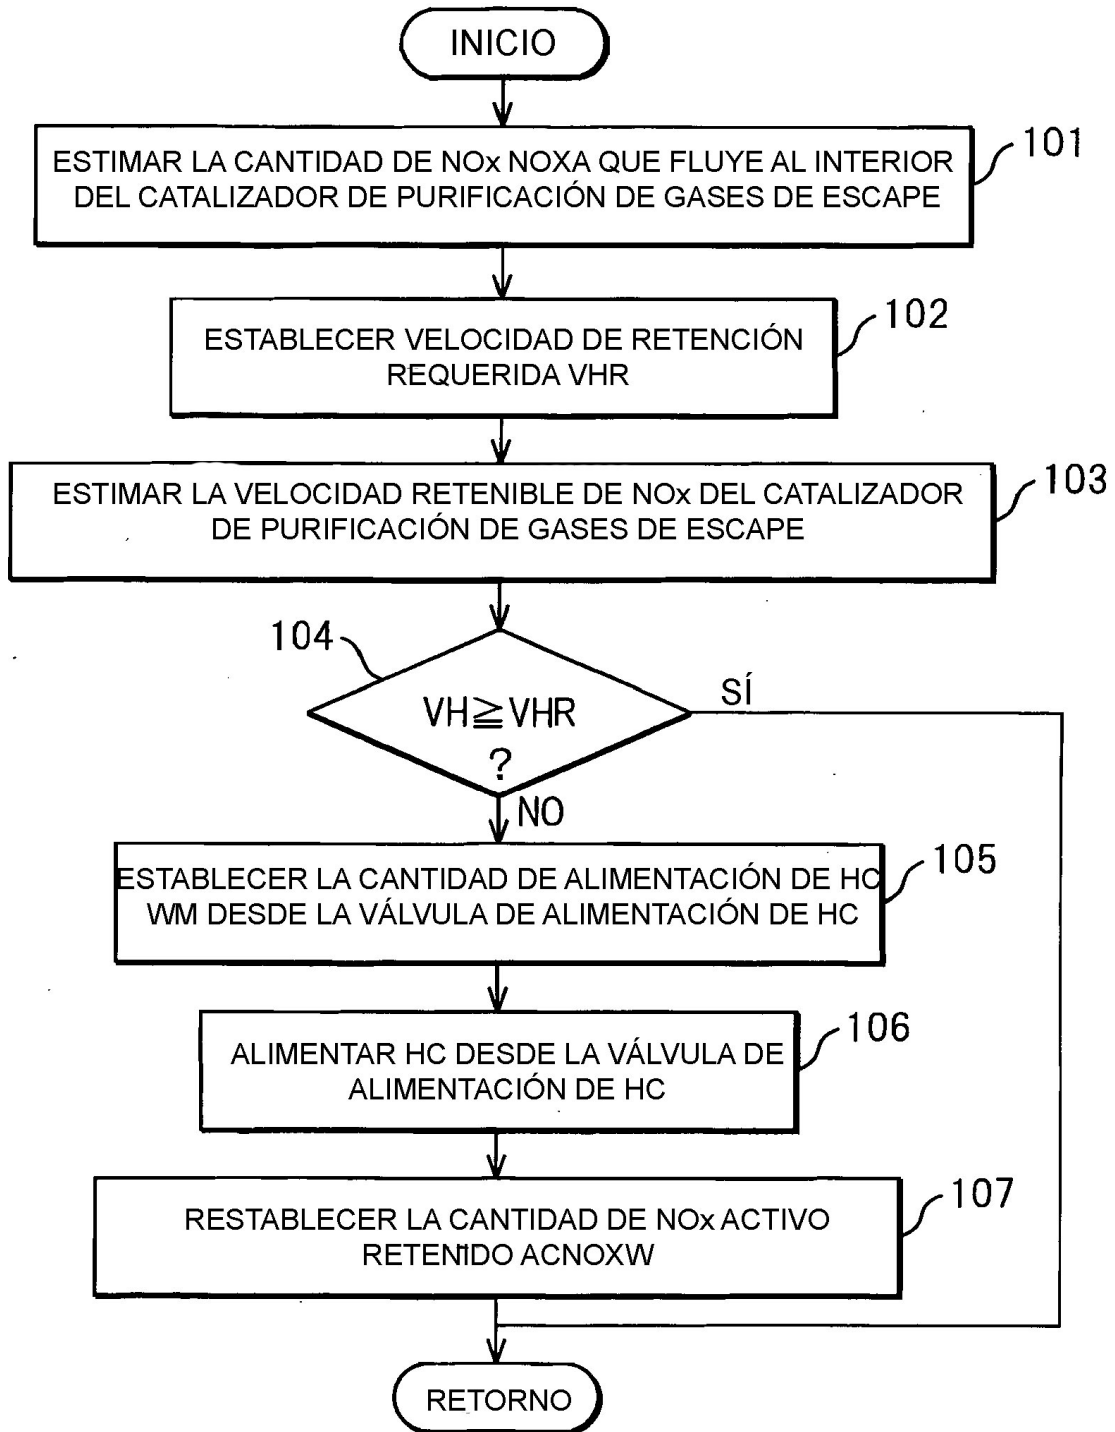 INICIO
ESTIMAR LA CANTIDAD DE NOx NOXA QUE FLUYE AL INTERIOR
DEL CATALIZADOR DE PURIFICACIÓN DE GASES DE ESCAPE
101
ESTABLECER VELOCIDAD DE RETENCIÓN
REQUERIDA VHR
102
ESTIMAR LA VELOCIDAD RETENIBLE DE NOx DEL CATALIZADOR
DE PURIFICACIÓN DE GASES DE ESCAPE
103
104
VH≧VHR
?
SÍ
NO
ESTABLECER LA CANTIDAD DE ALIMENTACIÓN DE HC
WM DESDE LA VÁLVULA DE ALIMENTACIÓN DE HC
105
ALIMENTAR HC DESDE LA VÁLVULA DE
ALIMENTACIÓN DE HC
106
RESTABLECER LA CANTIDAD DE NOx ACTIVO
RETENIDO ACNOXW
107
RETORNO